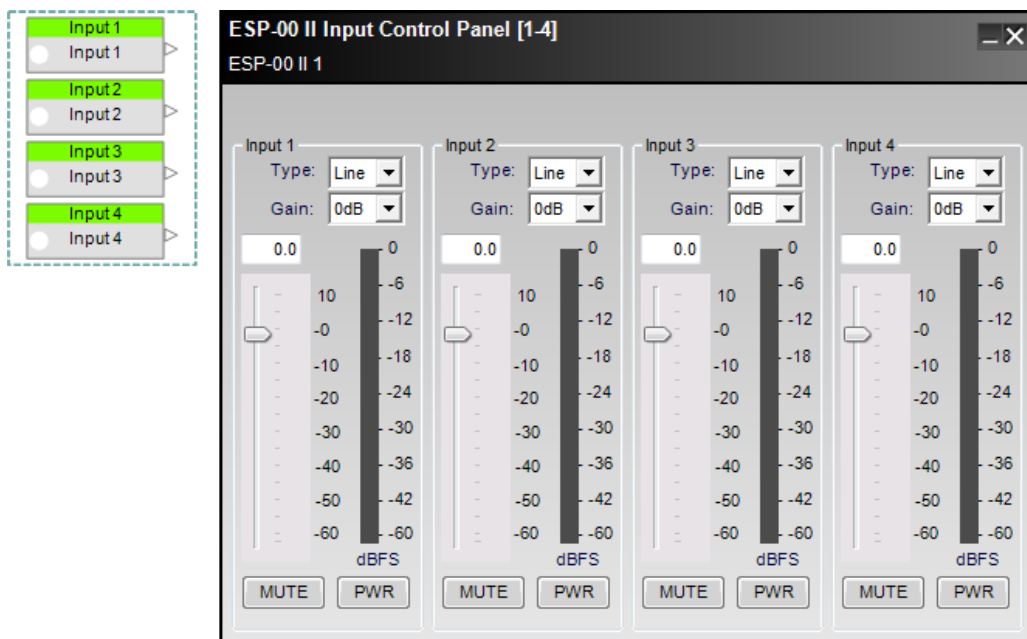 Input 1
Input 1
Input 2
Input 2
Input 3
Input 3
Input 4
Input 4
ESP-00 II Input Control Panel [1-4]
ESP-00 II 1
Input 1
Type: Line
Gain: 0dB
0.0
10
-0
-10
-20
-30
-40
-50
-60
0
-6
-12
-18
-24
-30
-36
-42
-60
dBFS
MUTE PWR
Input 2
Type: Line
Gain: 0dB
0.0
10
-0
-10
-20
-30
-40
-50
-60
0
-6
-12
-18
-24
-30
-36
-42
-60
dBFS
MUTE PWR
Input 3
Type: Line
Gain: 0dB
0.0
10
-0
-10
-20
-30
-40
-50
-60
0
-6
-12
-18
-24
-30
-36
-42
-60
dBFS
MUTE PWR
Input 4
Type: Line
Gain: 0dB
0.0
10
-0
-10
-20
-30
-40
-50
-60
0
-6
-12
-18
-24
-30
-36
-42
-60
dBFS
MUTE PWR